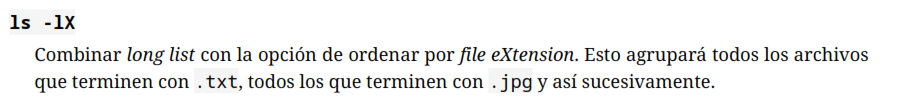 ls -lX
Combinar long list con la opción de ordenar por file eXtension. Esto agrupará todos los archivos
que terminen con .txt, todos los que terminen con .jpg y así sucesivamente.